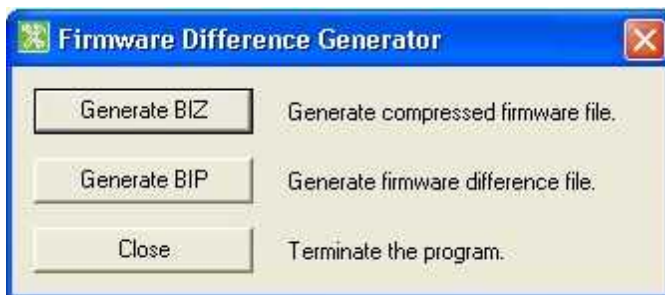 Firmware Difference Generator
Generate BIZ Generate compressed firmware file.
Generate BIP Generate firmware difference file.
Close Terminate the program.